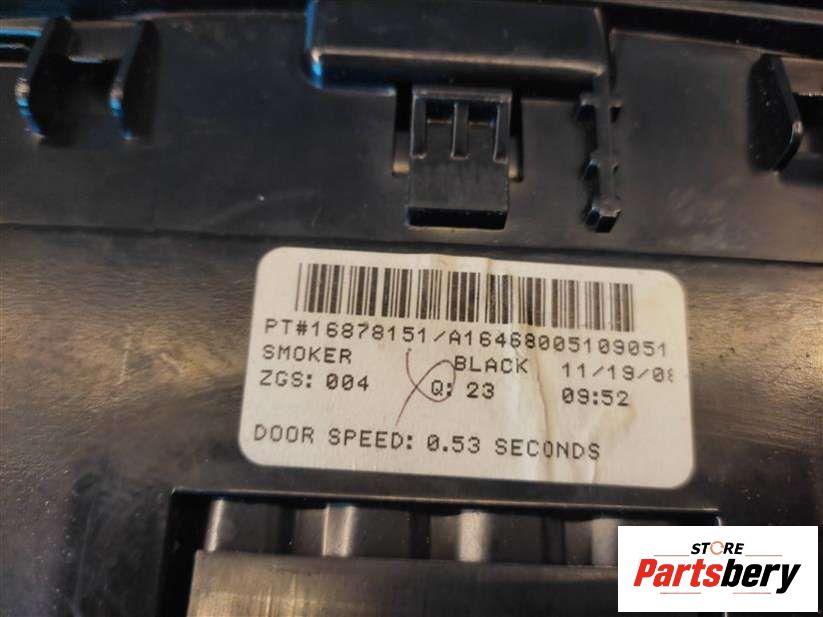 PT#16878151/A16468005109051
SMOKER BLACK 11/19/08
ZGS: 004 Q: 23 09:52
DOOR SPEED: 0.53 SECONDS
STORE
Partsbery